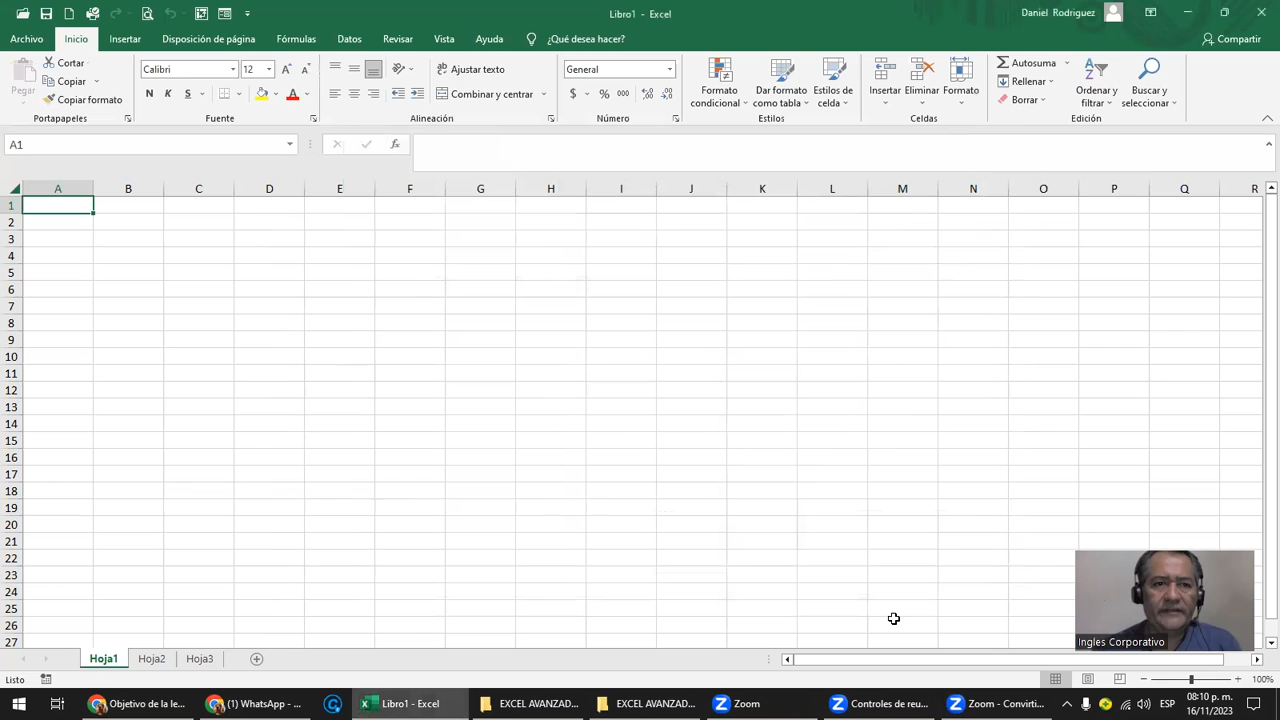 Libro1 - Excel
Daniel Rodriguez
Archivo Inicio Insertar Disposición de página Fórmulas Datos Revisar Vista Ayuda ¿Qué desea hacer? Compartir
Pegar
Cortar
Copiar
Copiar formato
Portapapeles
Calibri 12
N K S
Fuente
Ajustar texto
Combinar y centrar
Alineación
General
$ % 000
Número
Formato condicional
Dar formato como tabla
Estilos de celda
Estilos
Insertar
Eliminar
Formato
Celdas
Autosuma
Rellenar
Borrar
Ordenar y filtrar
Buscar y seleccionar
Edición
A1
fx
A B C D E F G H I J K L M N O P Q R
1
2
3
4
5
6
7
8
9
10
11
12
13
14
15
16
17
18
19
20
21
22
23
24
25
26
27
Ingles Corporativo
Hoja1 Hoja2 Hoja3
Listo
100%
Objetivo de la le...
(1) WhatsApp - ...
Libro1 - Excel
EXCEL AVANZAD...
EXCEL AVANZAD...
Zoom
Controles de reu...
Zoom - Convirti...
ESP
08:10 p. m.
16/11/2023